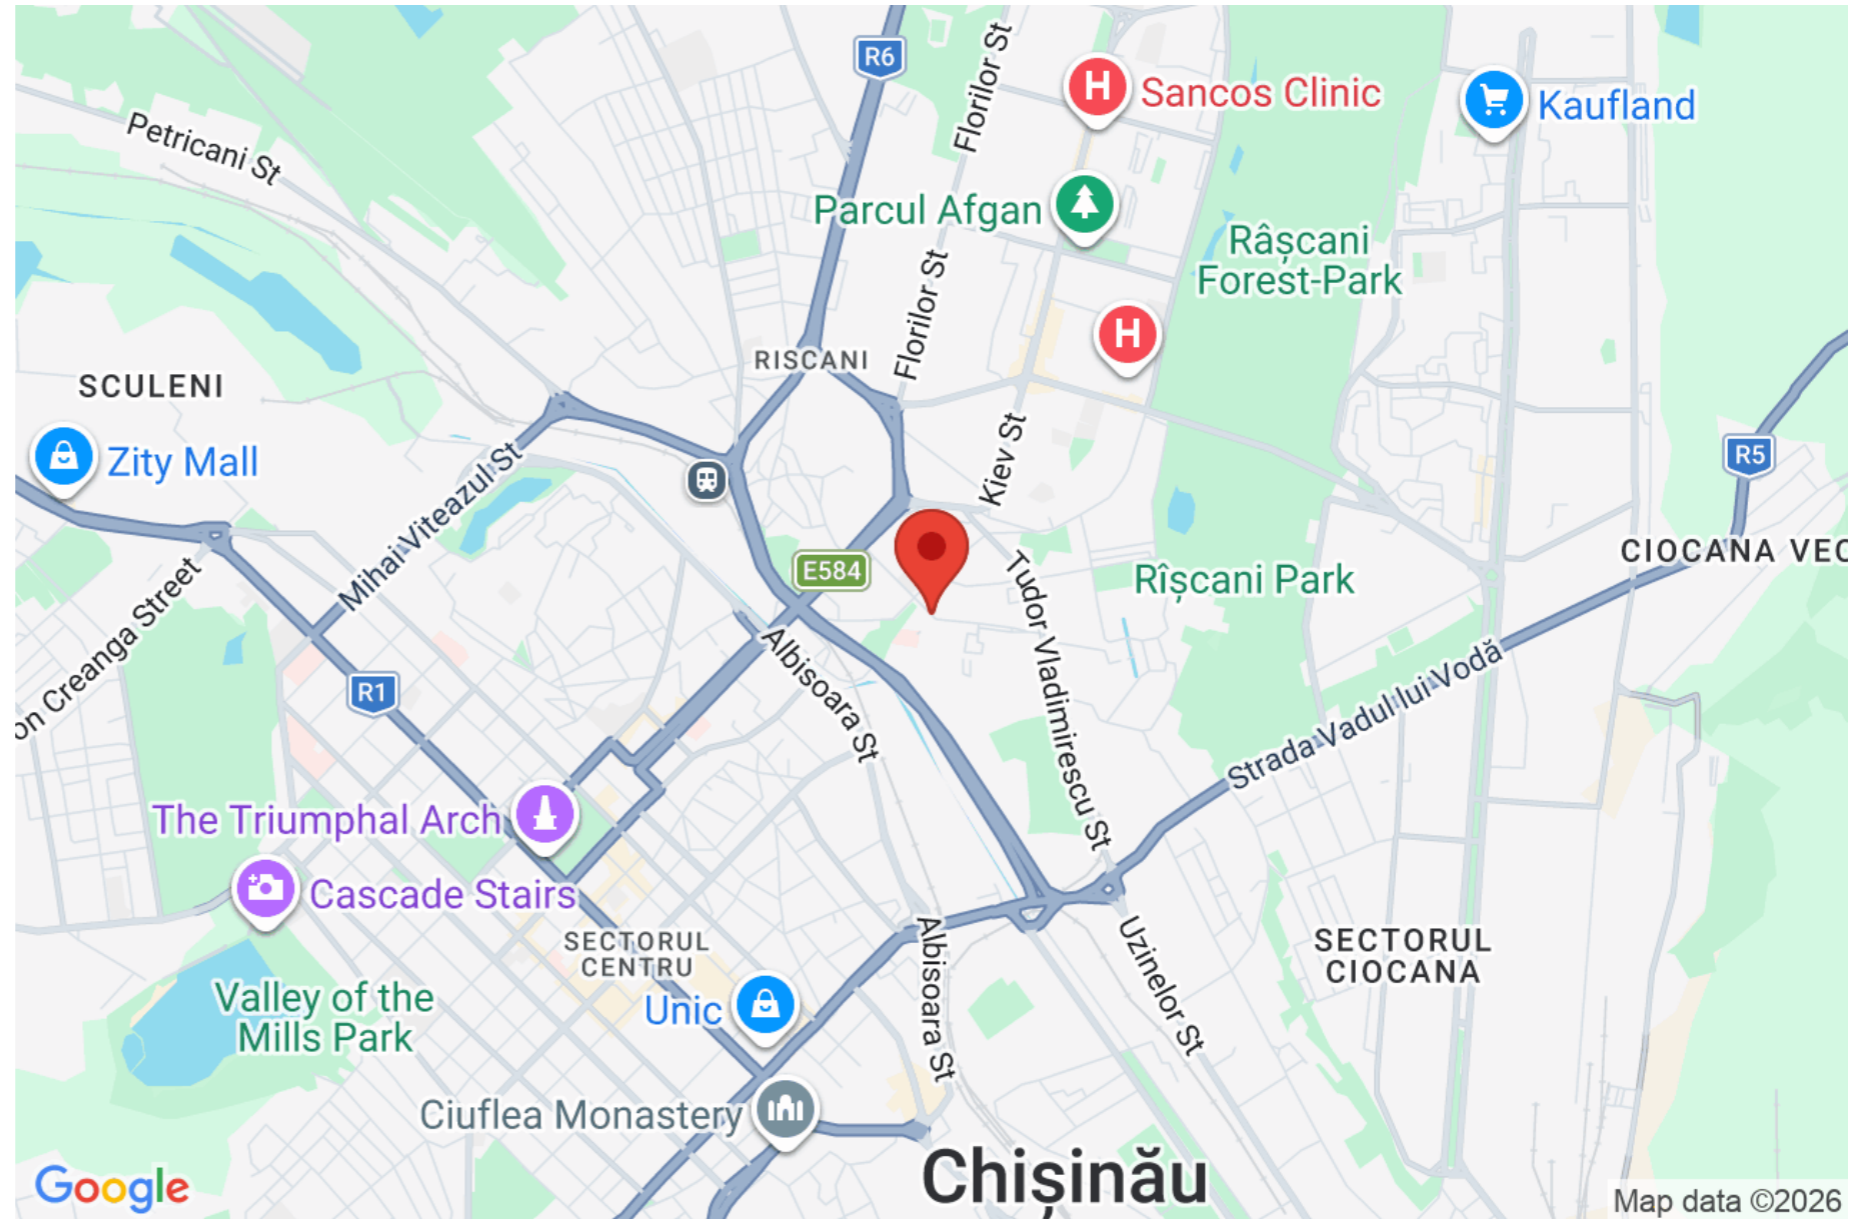 R6
Florilor St
H
Sancos Clinic
Kaufland
Petricani St
Parcul Afgan
Râșcani
Forest-Park
Florilor St
H
RISCANI
SCULENI
Zity Mall
Mihai Viteazul St
Kiev St
R5
CIOCANA VEC
E584
Rîșcani Park
Tudor Vladimirescu St
on Creanga Street
Albisoara St
R1
Strada Vadul lui Vodă
The Triumphal Arch
Cascade Stairs
SECTORUL
CENTRU
Albisoara St
Uzinelor St
SECTORUL
CIOCANA
Valley of the
Mills Park
Unic
Ciuflea Monastery
Chișinău
Google
Map data ©2026